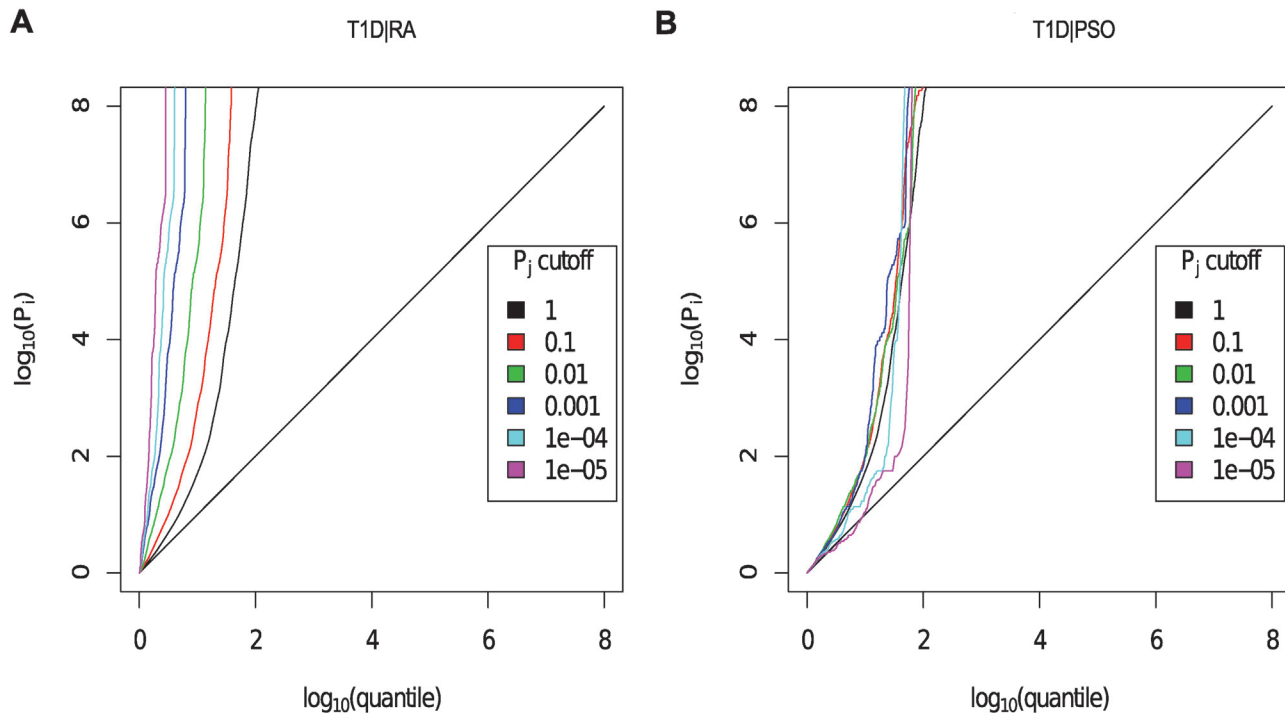 A
T1D|RA
log10(Pi)
8
6
4
2
0
Pj cutoff
1
0.1
0.01
0.001
1e−04
1e−05
0 2 4 6 8
log10(quantile)
B
T1D|PSO
log10(Pi)
8
6
4
2
0
Pj cutoff
1
0.1
0.01
0.001
1e−04
1e−05
0 2 4 6 8
log10(quantile)